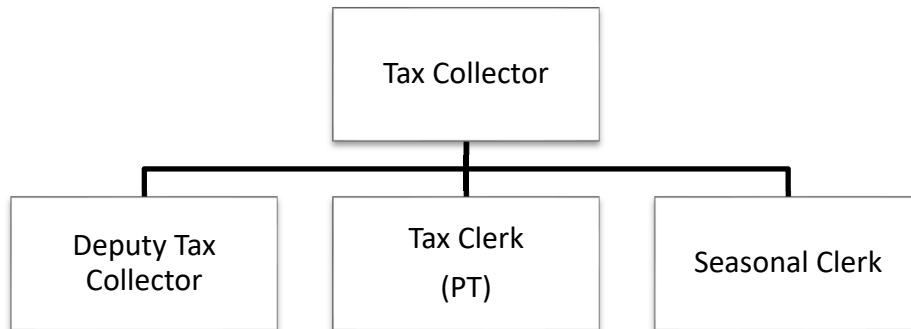 Tax Collector
Deputy Tax
Collector
Tax Clerk
(PT)
Seasonal Clerk